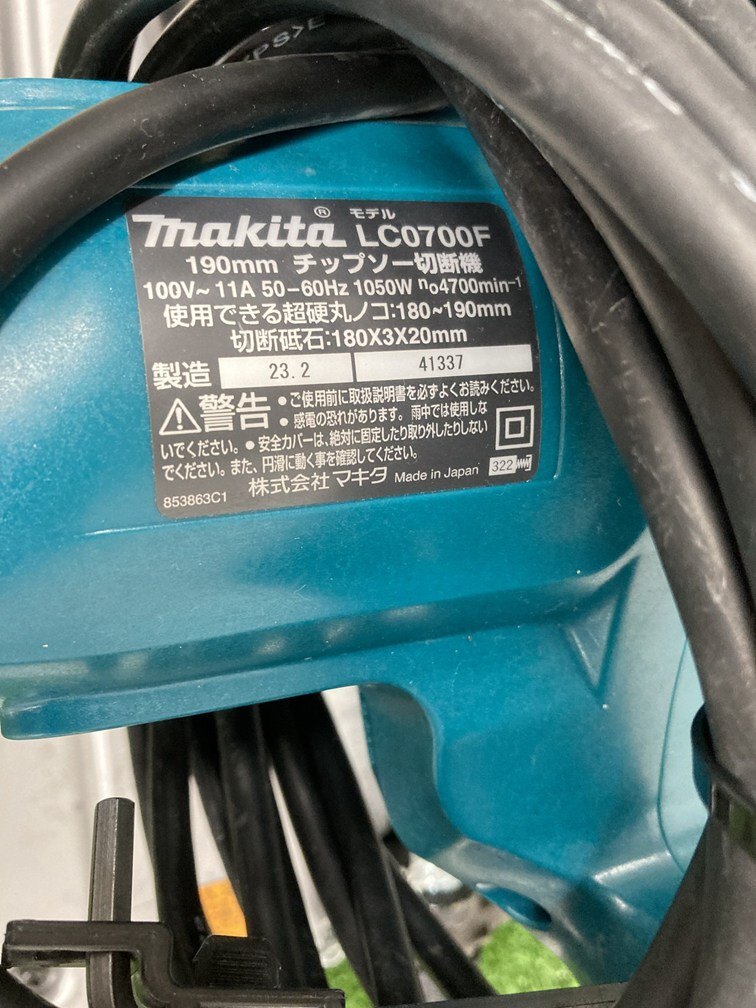 PS>E
makita® モデル LC0700F
190mm チップソー切断機
100V~ 11A 50-60Hz 1050W n₀4700min⁻¹
使用できる超硬丸ノコ:180~190mm
切断砥石:180X3X20mm
製造 23.2 41337
警告 ●ご使用前に取扱説明書を必ずよくお読みください。
●感電の恐れがあります。雨中では使用しな
いでください。●安全カバーは、絶対に固定したり取り外したりしない
でください。また、円滑に動く事を確認してください。
322
853863C1 株式会社マキタ Made in Japan